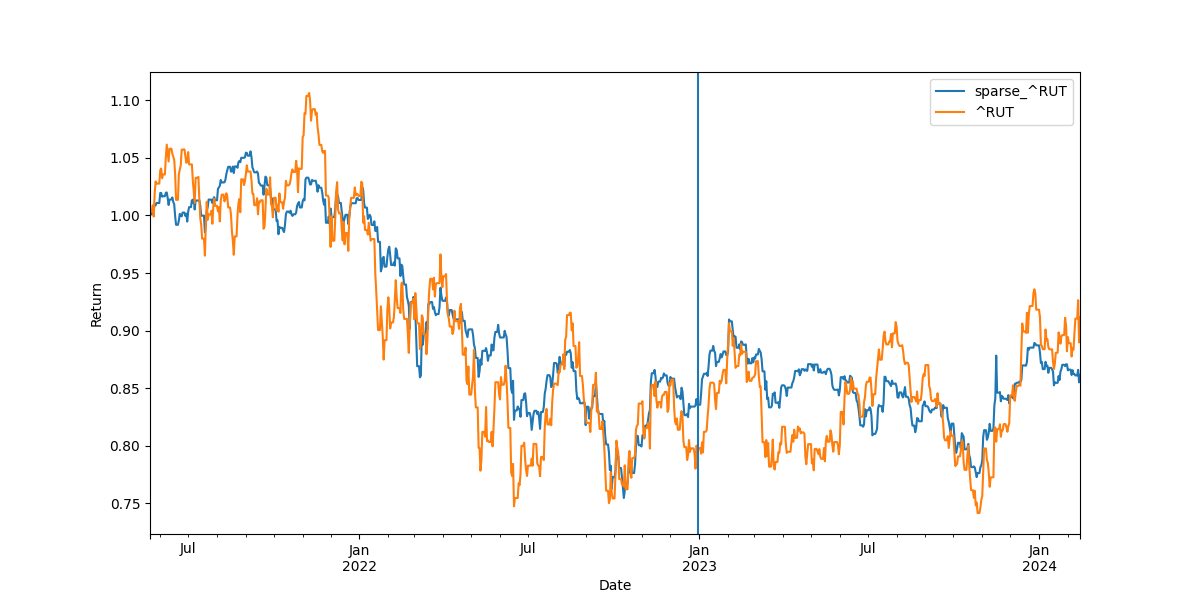 sparse_^RUT
^RUT
Return
1.10
1.05
1.00
0.95
0.90
0.85
0.80
0.75
Jul
Jan
2022
Jul
Jan
2023
Jul
Jan
2024
Date